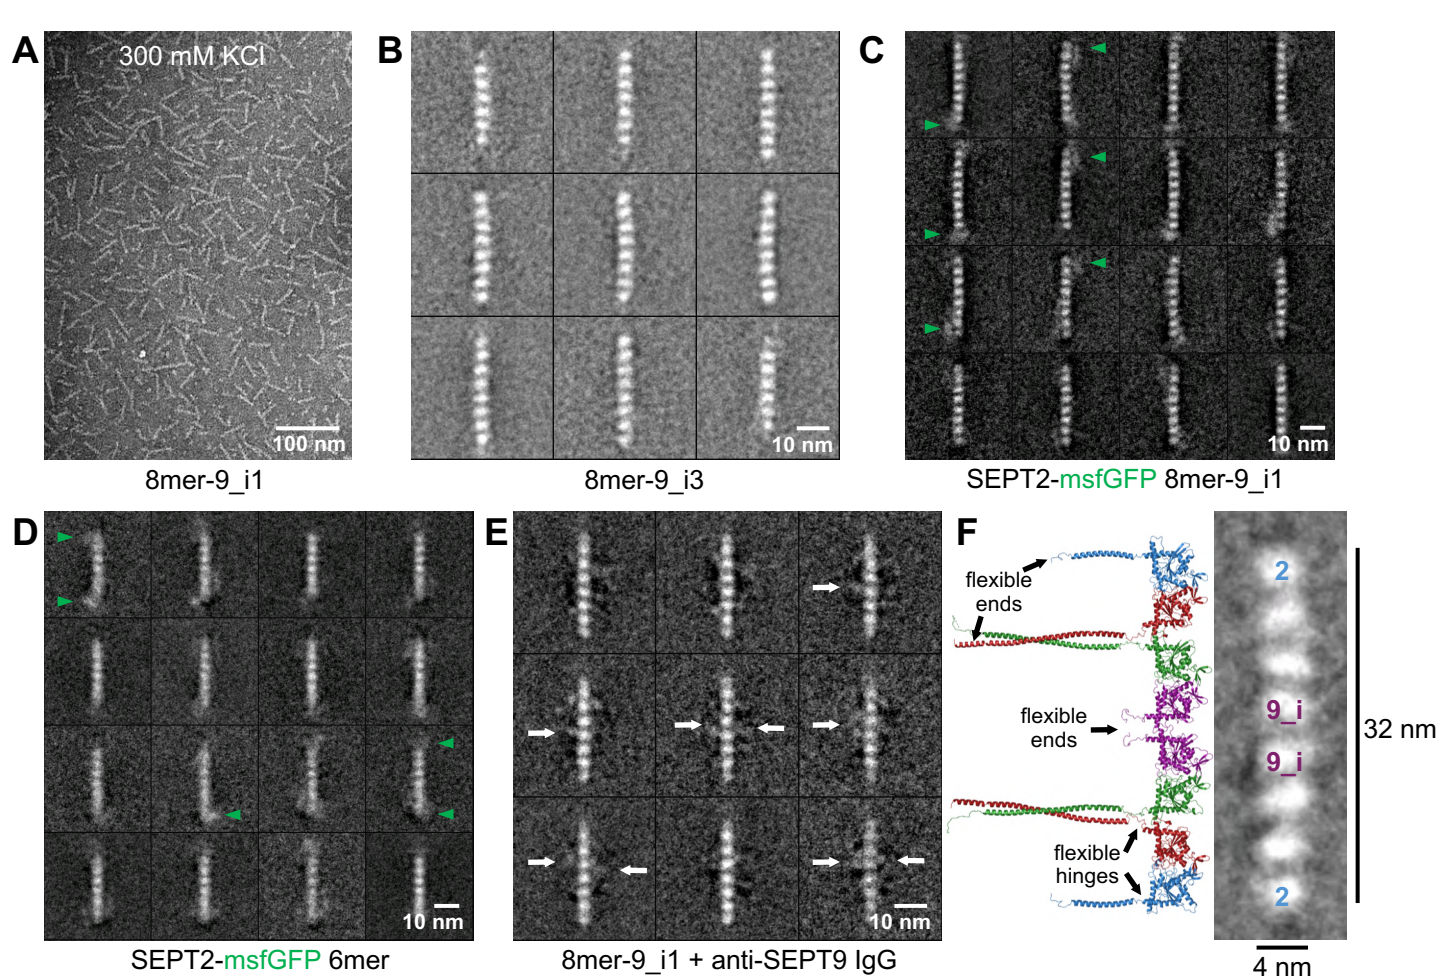 A
300 mM KCl
100 nm
8mer-9_i1
B
10 nm
8mer-9_i3
C
10 nm
SEPT2-msfGFP 8mer-9_i1
D
10 nm
SEPT2-msfGFP 6mer
E
10 nm
8mer-9_i1 + anti-SEPT9 IgG
F
flexible
ends
flexible
ends
flexible
hinges
2
9_i
9_i
2
32 nm
4 nm